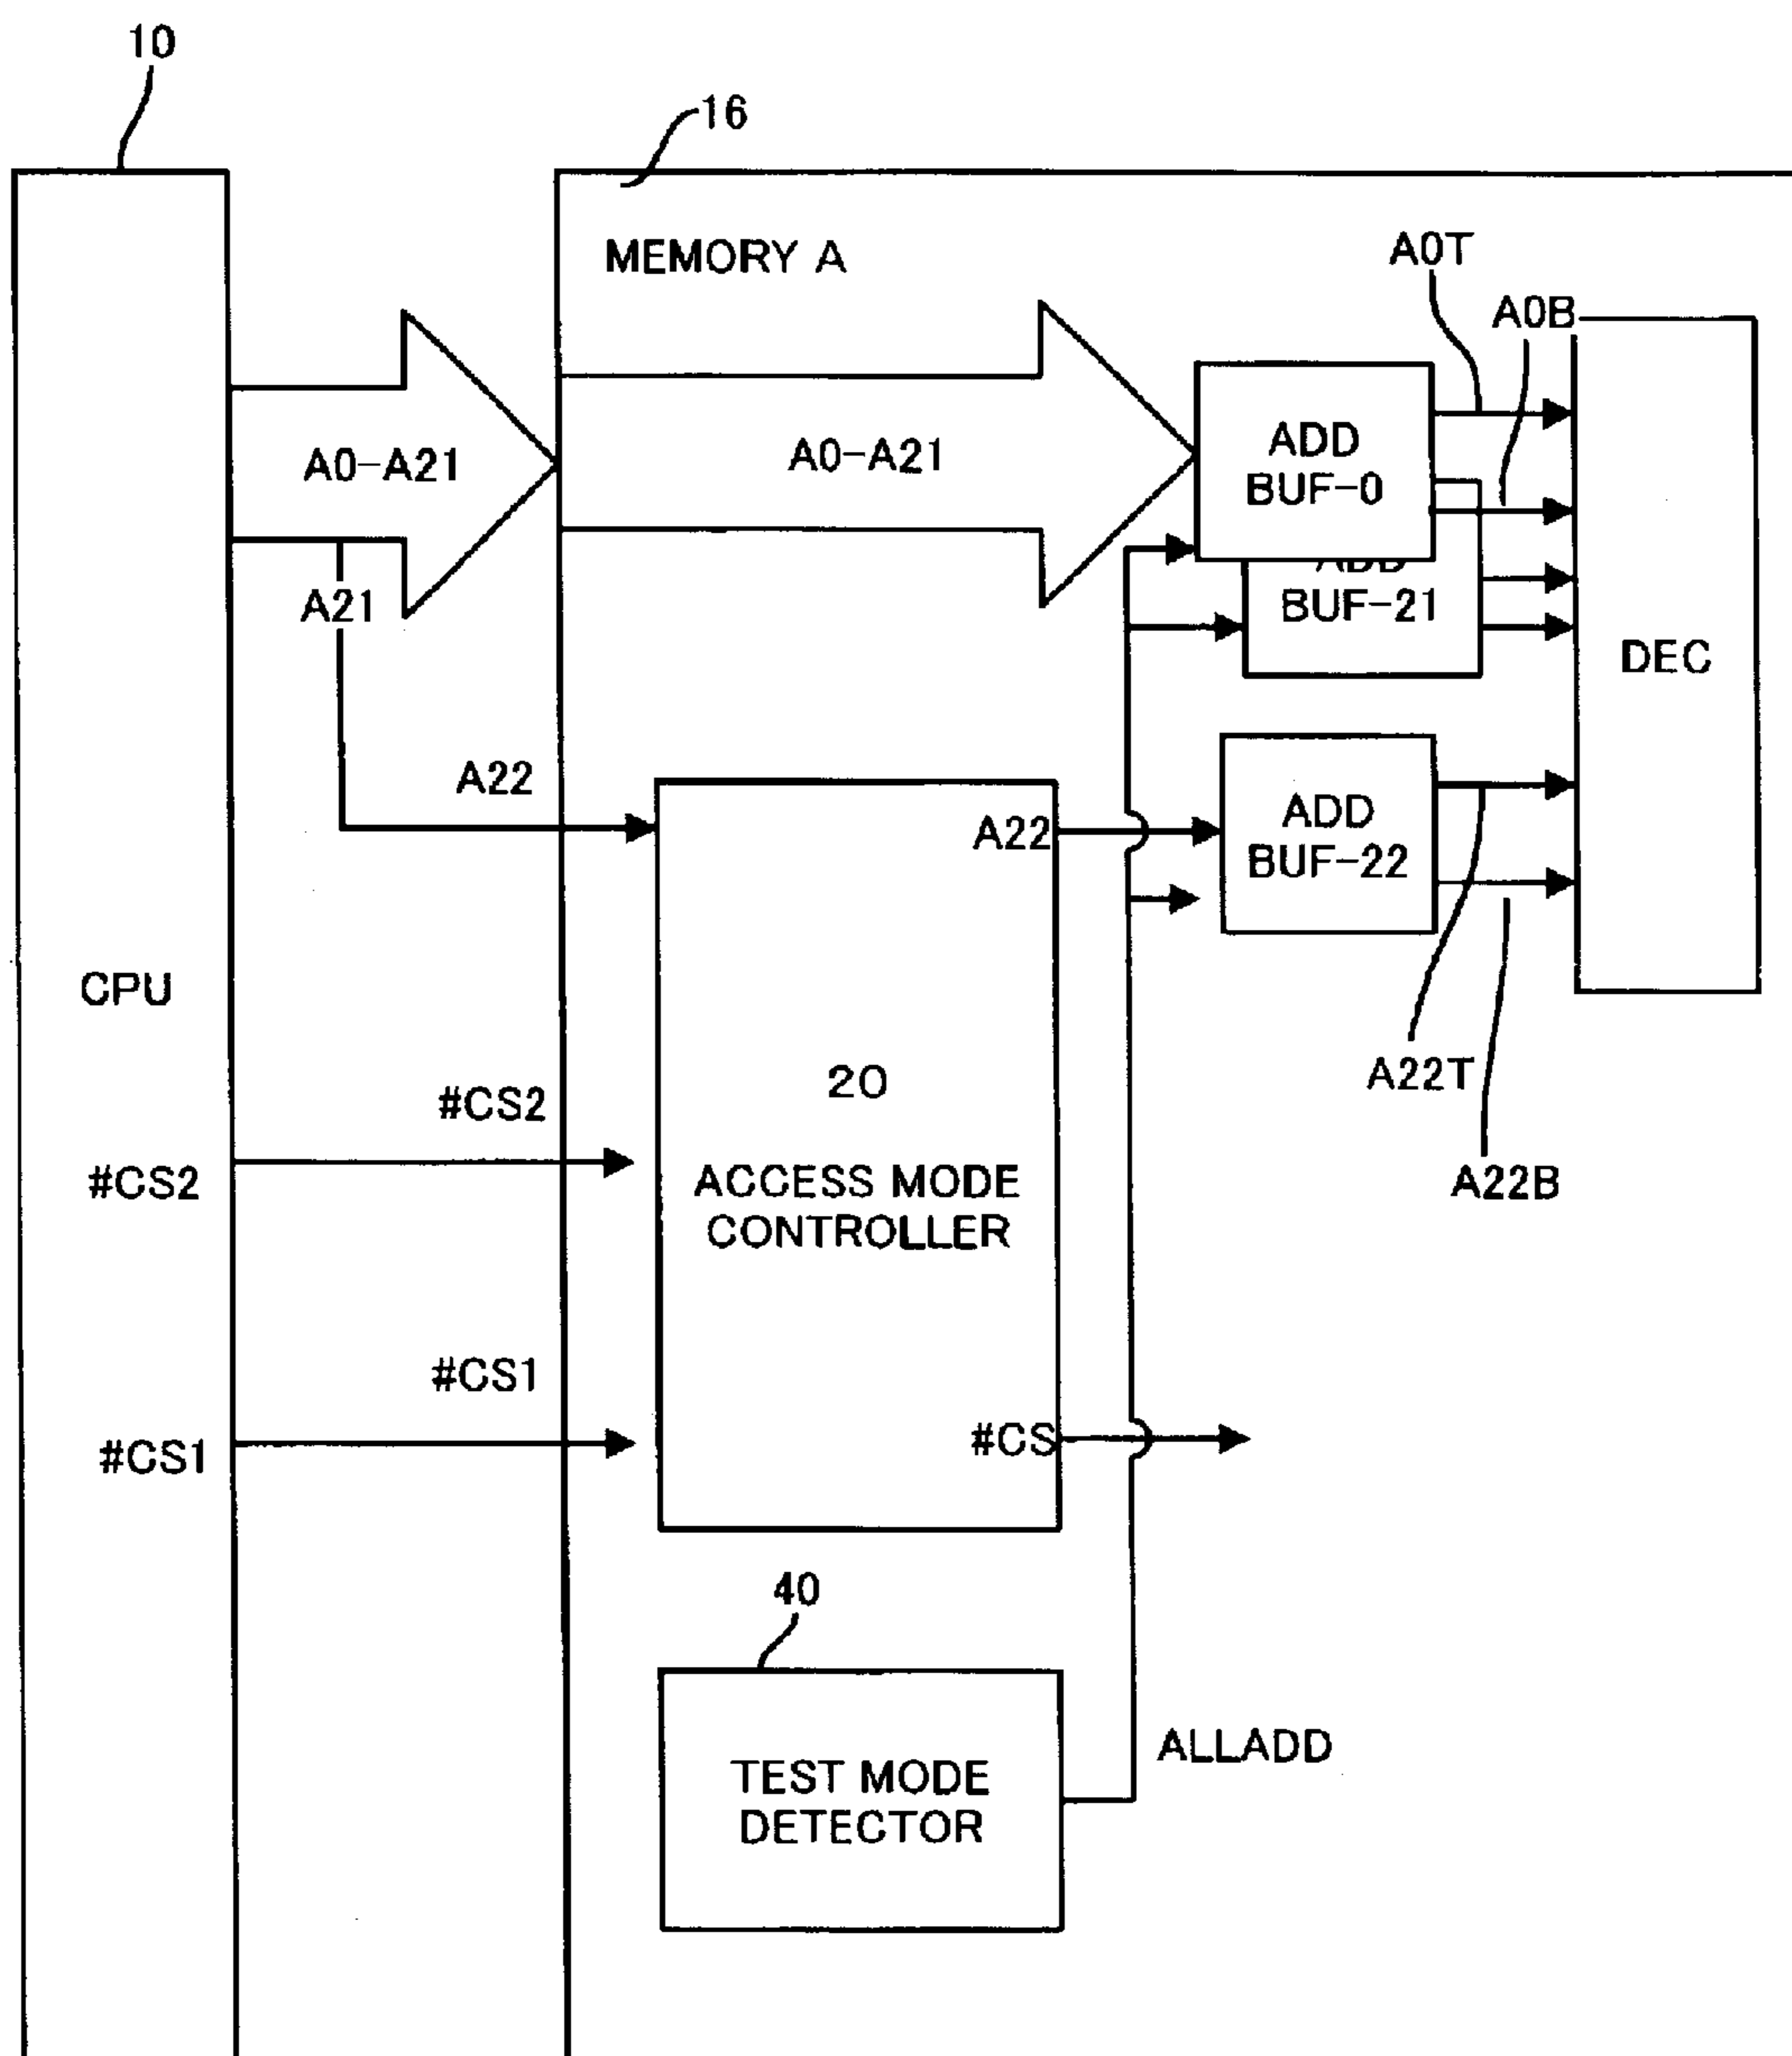 10
16
MEMORY A
A0T
A0B
A0-A21
A0-A21
ADD
BUF-0
ADD
BUF-21
A21
DEC
A22
A22
ADD
BUF-22
CPU
20
A22T
#CS2
#CS2
ACCESS MODE
CONTROLLER
A22B
#CS1
#CS1
#CS
40
ALLADD
TEST MODE
DETECTOR